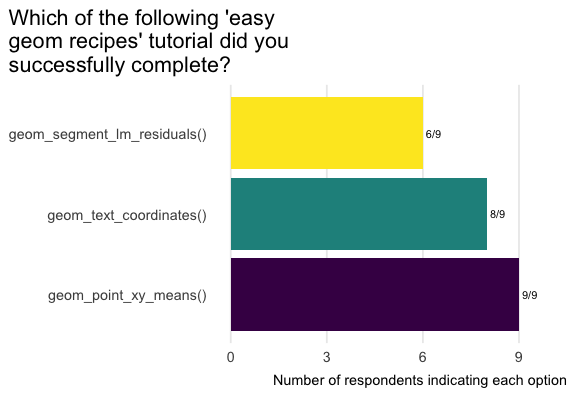 Which of the following 'easy
geom recipes' tutorial did you
successfully complete?
geom_segment_lm_residuals()
6/9
geom_text_coordinates()
8/9
geom_point_xy_means()
9/9
0 3 6 9
Number of respondents indicating each option